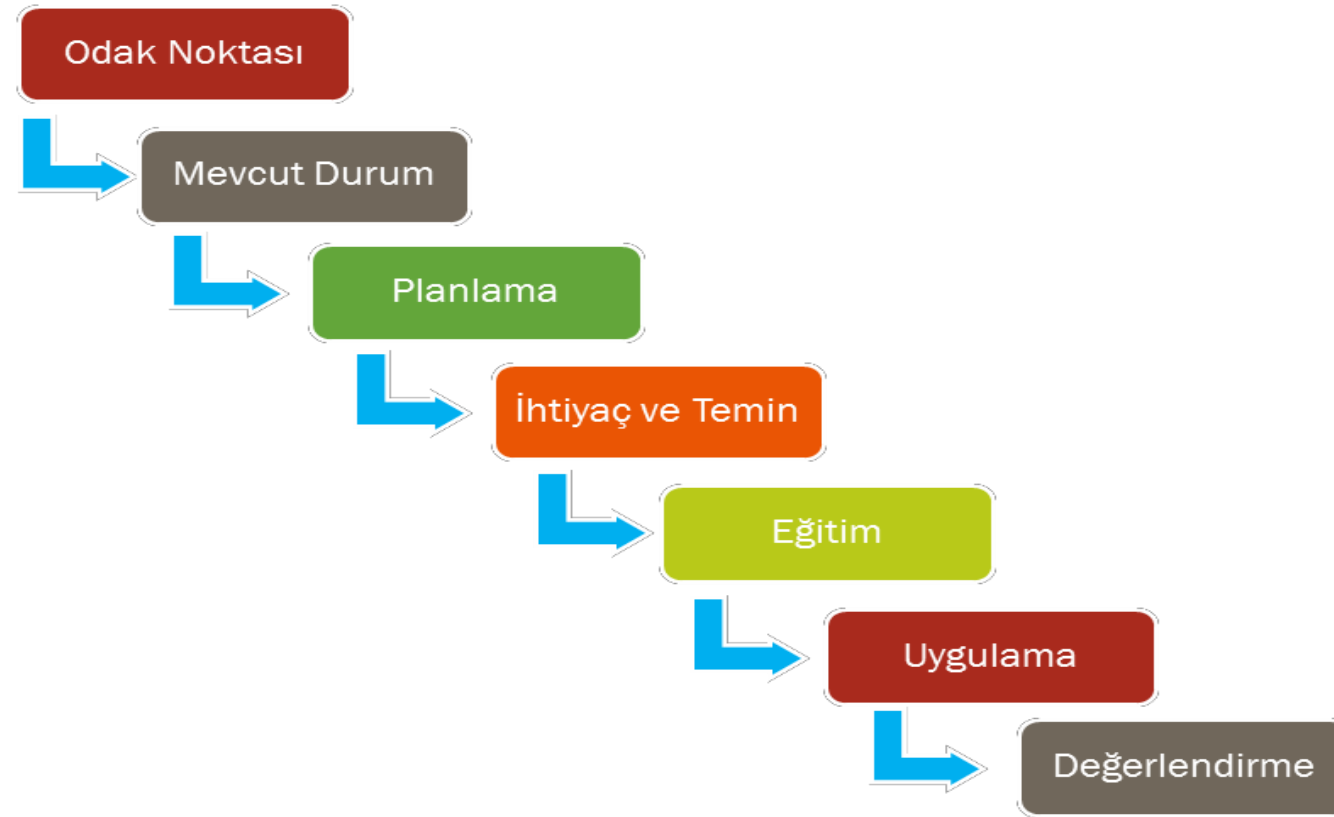 Odak Noktası
Mevcut Durum
Planlama
İhtiyaç ve Temin
Eğitim
Uygulama
Değerlendirme